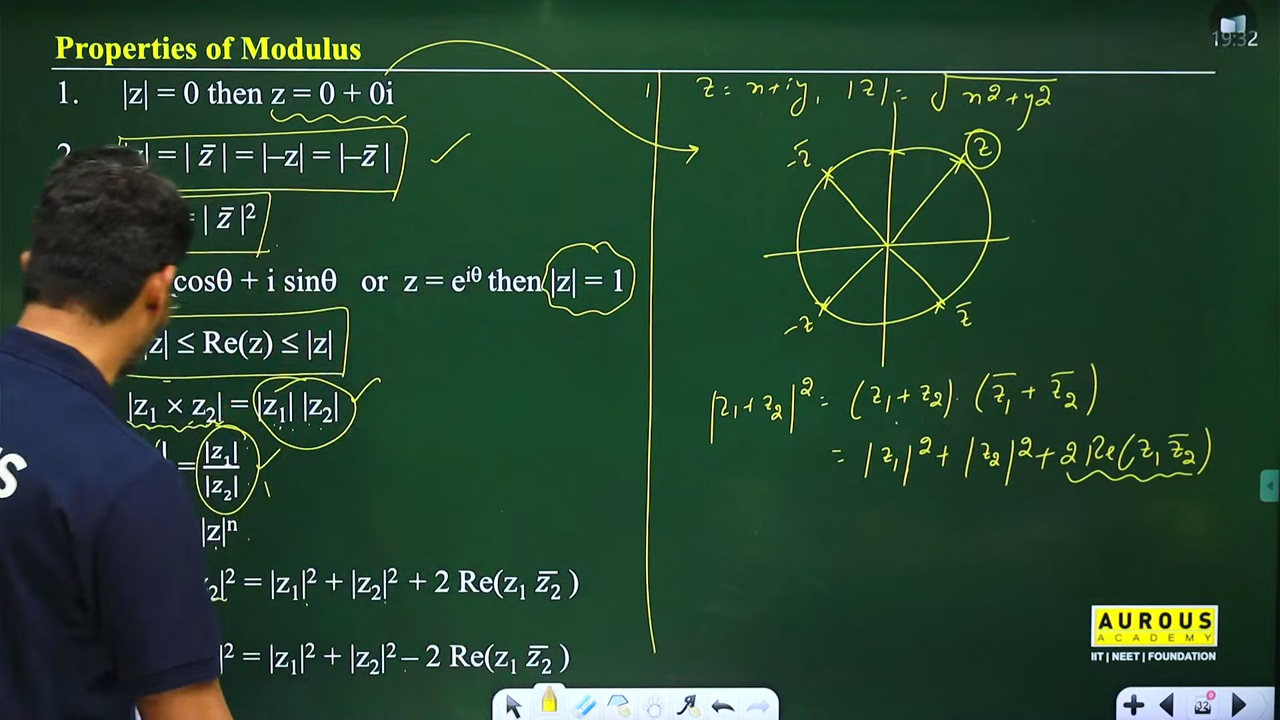 19:32
Properties of Modulus
1. |z| = 0 then z = 0 + 0i
| = | z̅ | = |–z| = |–z̅ |
= | z̅ |²
cosθ + i sinθ or z = e^{iθ} then |z| = 1
z| ≤ Re(z) ≤ |z|
|z₁ × z₂| = |z₁| |z₂|
| = |z₁| / |z₂|
|z|ⁿ
₂|² = |z₁|² + |z₂|² + 2 Re(z₁ z̅₂ )
|² = |z₁|² + |z₂|² – 2 Re(z₁ z̅₂ )
z = x+iy, |z| = √x²+y²
-z̅
z
-z
z̅
|z₁+z₂|² = (z₁+z₂).(z̅₁ + z̅₂)
= |z₁|² + |z₂|² + 2 Re(z₁ z̅₂)
AUROUS
ACADEMY
IIT | NEET | FOUNDATION
32
S